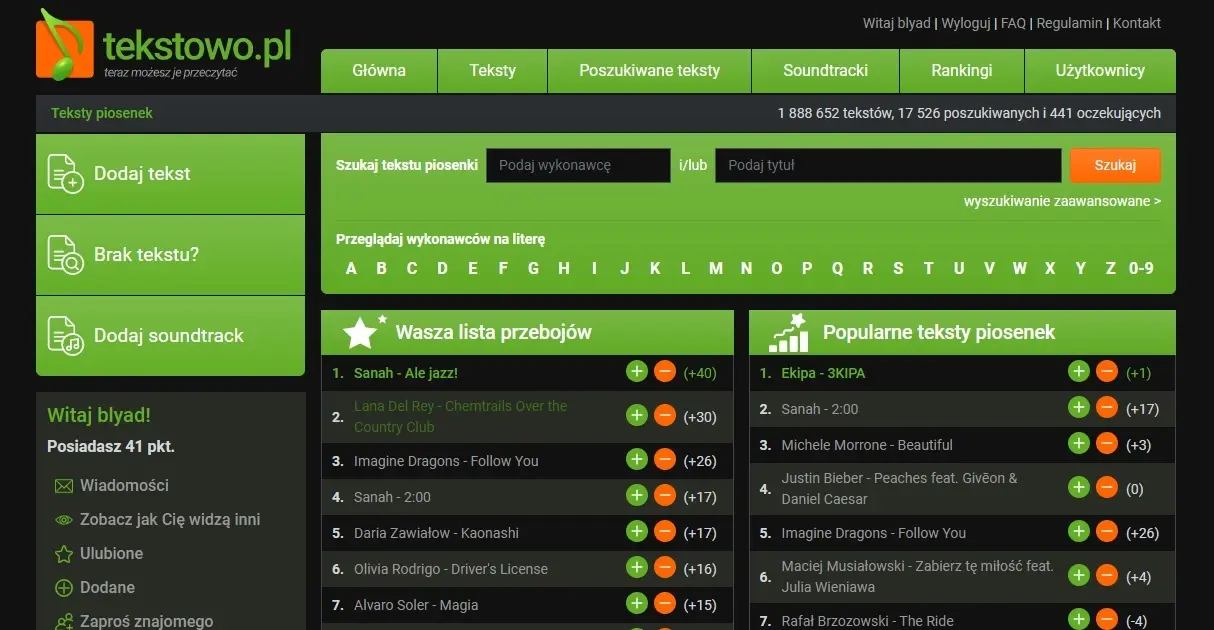 tekstowo.pl
teraz możesz je przeczytać
Witaj blyad | Wyloguj | FAQ | Regulamin | Kontakt
Główna Teksty Poszukiwane teksty Soundtracki Rankingi Użytkownicy
Teksty piosenek
1 888 652 tekstów, 17 526 poszukiwanych i 441 oczekujących
Dodaj tekst
Brak tekstu?
Dodaj soundtrack
Szukaj tekstu piosenki Podaj wykonawcę i/lub Podaj tytuł Szukaj
wyszukiwanie zaawansowane >
Przeglądaj wykonawców na literę
A B C D E F G H I J K L M N O P Q R S T U V W X Y Z 0-9
Witaj blyad!
Posiadasz 41 pkt.
Wiadomości
Zobacz jak Cię widzą inni
Ulubione
Dodane
Zaproś znajomego
Wasza lista przebojów
1. Sanah - Ale jazz! (+40)
2. Lana Del Rey - Chemtrails Over the
Country Club (+30)
3. Imagine Dragons - Follow You (+26)
4. Sanah - 2:00 (+17)
5. Daria Zawiałow - Kaonashi (+17)
6. Olivia Rodrigo - Driver's License (+16)
7. Alvaro Soler - Magia (+15)
Popularne teksty piosenek
1. Ekipa - 3KIPA (+1)
2. Sanah - 2:00 (+17)
3. Michele Morrone - Beautiful (+3)
4. Justin Bieber - Peaches feat. Givēon &
Daniel Caesar (0)
5. Imagine Dragons - Follow You (+26)
6. Maciej Musiałowski - Zabierz tę miłość feat.
Julia Wieniawa (+4)
7. Rafał Brzozowski - The Ride (-4)